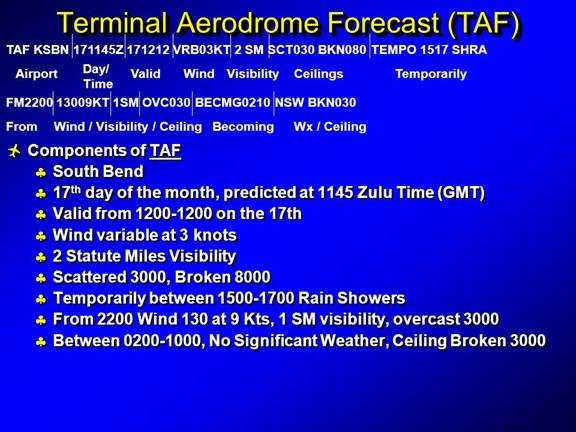 Terminal Aerodrome Forecast (TAF)
TAF KSBN 171145Z 171212 VRB03KT 2 SM SCT030 BKN080 TEMPO 1517 SHRA
Airport Day/ Time Valid Wind Visibility Ceilings Temporarily
FM2200 13009KT 1SM OVC030 BECMG0210 NSW BKN030
From Wind / Visibility / Ceiling Becoming Wx / Ceiling
Components of TAF
South Bend
17th day of the month, predicted at 1145 Zulu Time (GMT)
Valid from 1200-1200 on the 17th
Wind variable at 3 knots
2 Statute Miles Visibility
Scattered 3000, Broken 8000
Temporarily between 1500-1700 Rain Showers
From 2200 Wind 130 at 9 Kts, 1 SM visibility, overcast 3000
Between 0200-1000, No Significant Weather, Ceiling Broken 3000